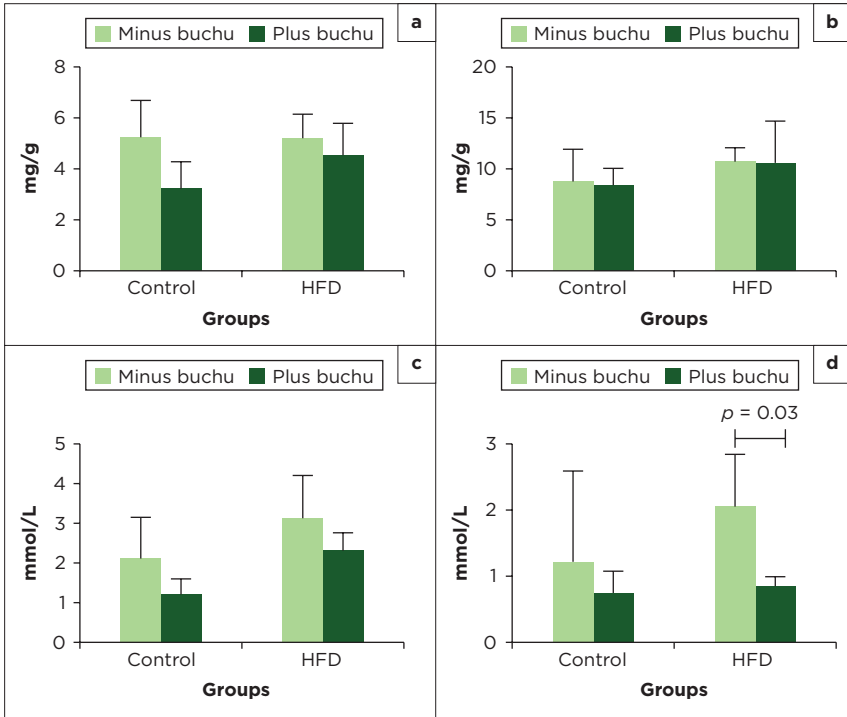 Minus buchu Plus buchu
a
8
6
4
2
0
mg/g
Control HFD
Groups
Minus buchu Plus buchu
b
20
15
10
5
0
mg/g
Control HFD
Groups
Minus buchu Plus buchu
c
5
4
3
2
1
0
mmol/L
Control HFD
Groups
Minus buchu Plus buchu
d
p = 0.03
3
2
1
0
mmol/L
Control HFD
Groups